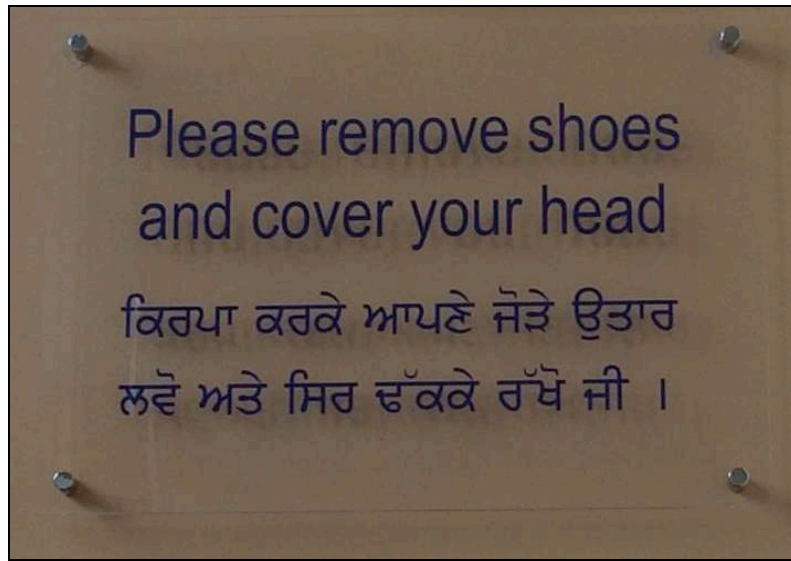 Please remove shoes
and cover your head
ਕਿਰਪਾ ਕਰਕੇ ਆਪਣੇ ਜੋੜੇ ਉਤਾਰ
ਲਵੋ ਅਤੇ ਸਿਰ ਢੱਕਕੇ ਰੱਖੋ ਜੀ ।